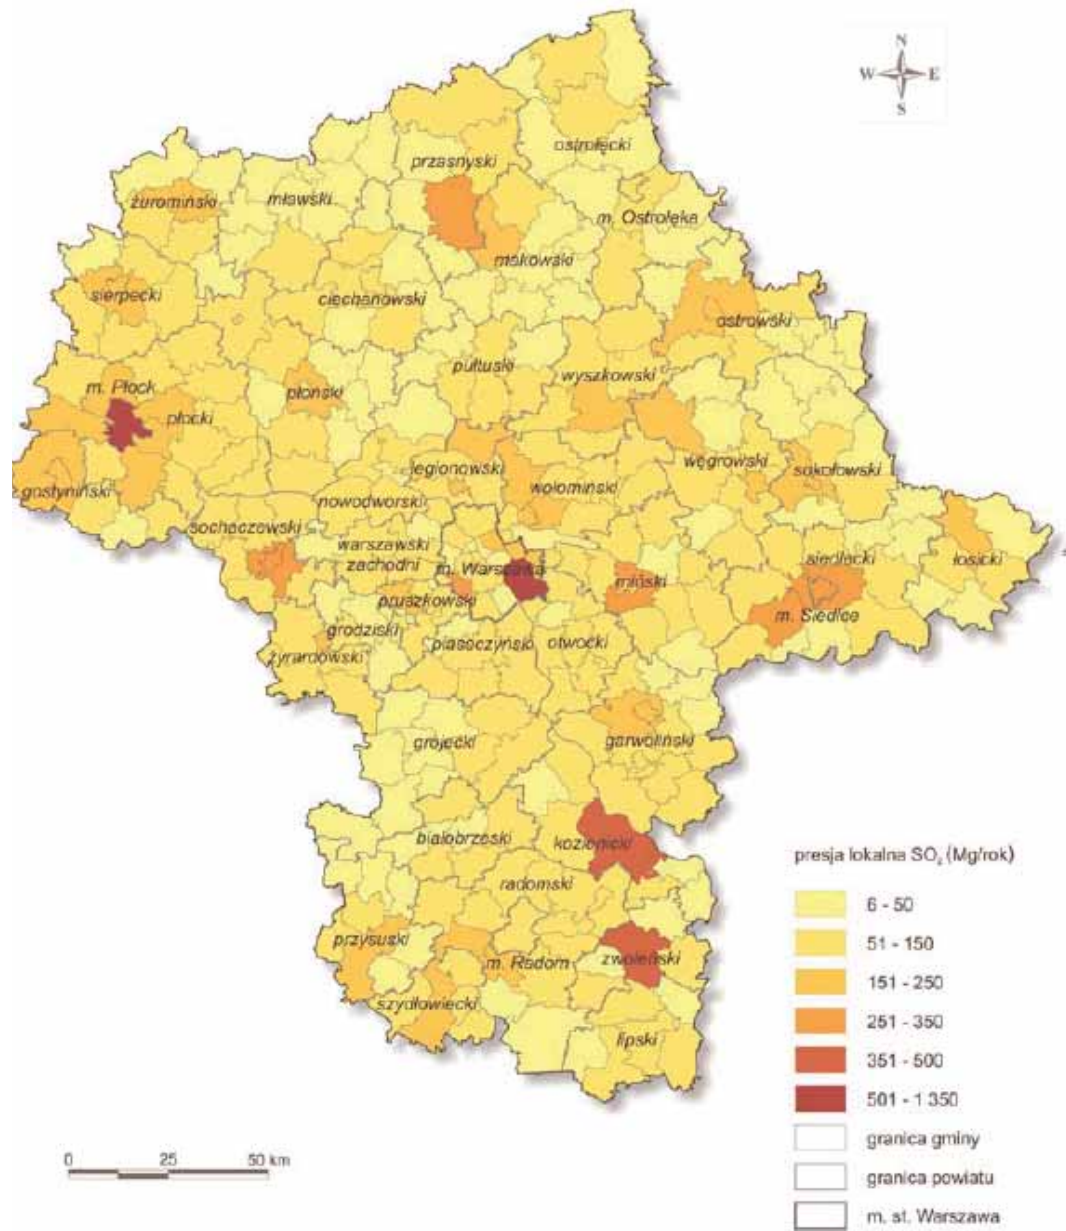 N
W E
S
ostrołęcki
przasnyski
żuromiński
mławski
m. Ostrołęka
makowski
sierpecki
ciechanowski
ostrowski
pułtuski
wyszkowski
m. Płock
płoński
płocki
legionowski
węgrowski
sokołowski
gostyniński
wołomiński
nowodworski
sochaczewski
warszawski
zachodni
m. Warszawa
siedlecki
łosicki
miński
pruszkowski
m. Siedlce
grodziski
piaseczyński
otwocki
żyrardowski
grójecki
garwoliński
białobrzeski
kozienicki
radomski
przysuski
m. Radom
zwoleński
szydłowiecki
lipski
presja lokalna SO₂ (Mg/rok)
6 - 50
51 - 150
151 - 250
251 - 350
351 - 500
501 - 1 350
granica gminy
granica powiatu
m. st. Warszawa
0 25 50 km